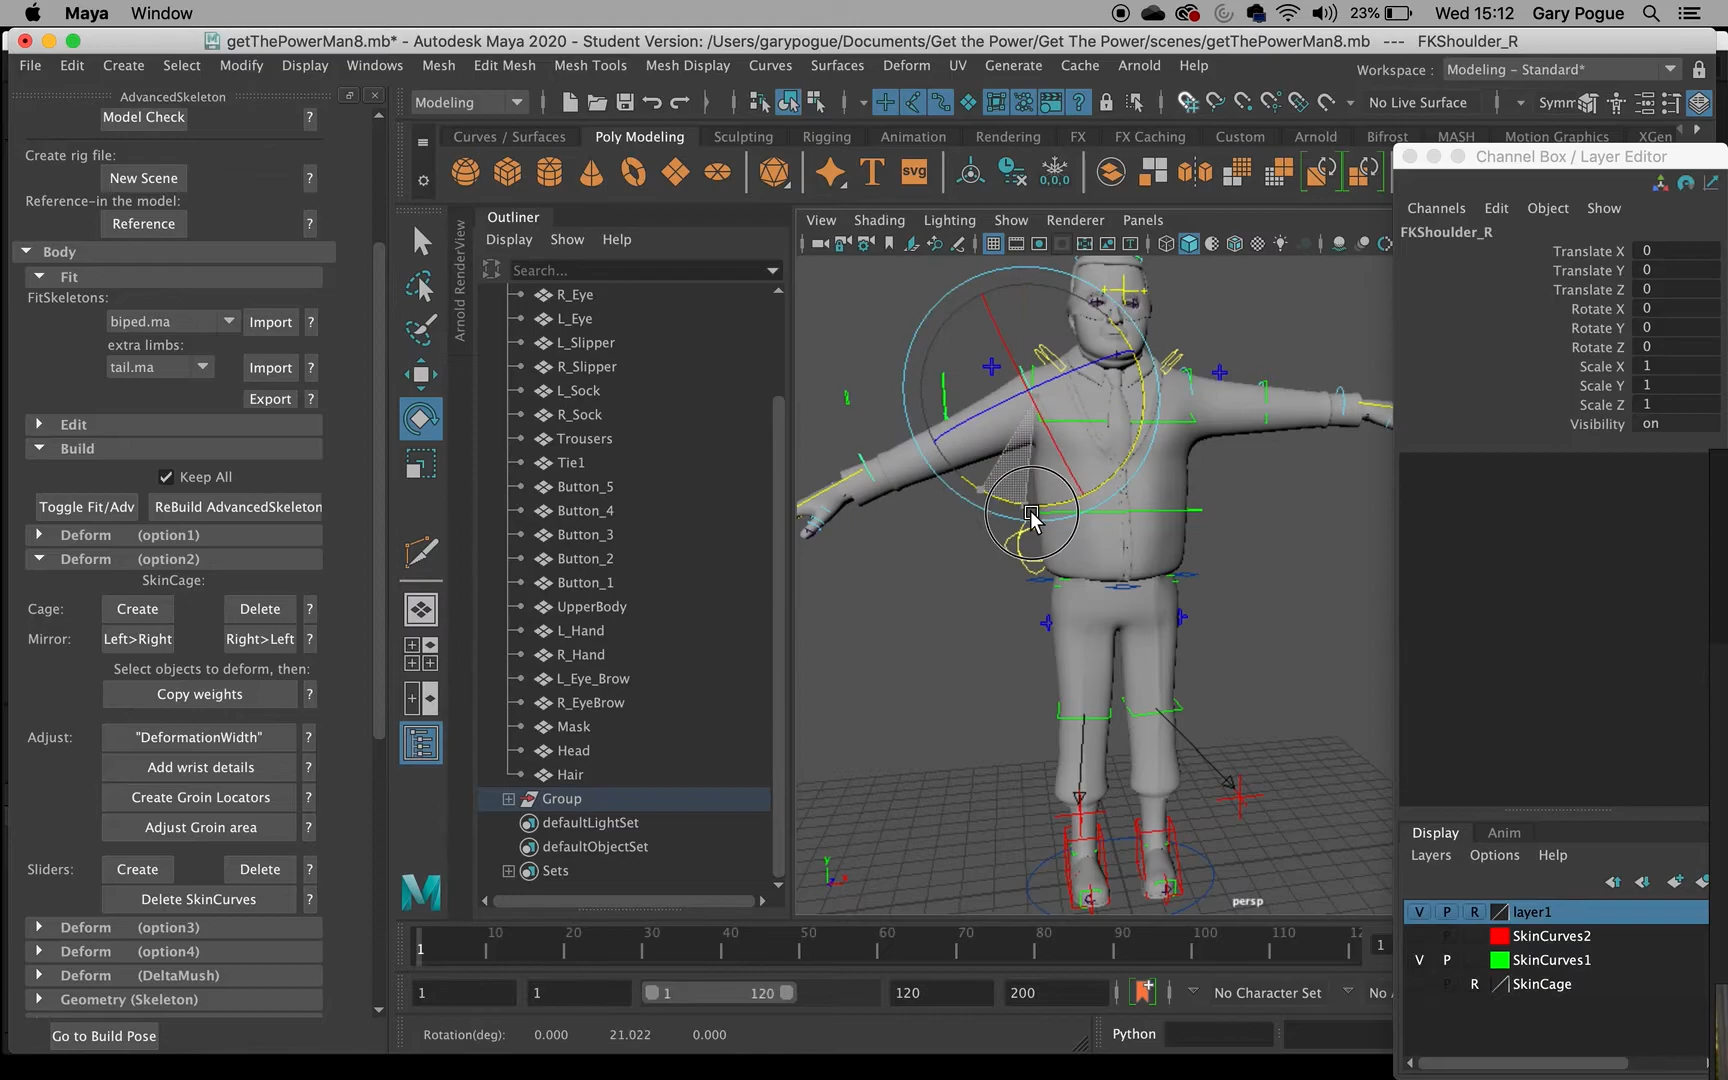 Maya Window 23% Wed 15:12 Gary Pogue
getThePowerMan8.mb* - Autodesk Maya 2020 - Student Version: /Users/garypogue/Documents/Get the Power/Get The Power/scenes/getThePowerMan8.mb --- FKShoulder_R
File Edit Create Select Modify Display Windows Mesh Edit Mesh Mesh Tools Mesh Display Curves Surfaces Deform UV Generate Cache Arnold Help
Workspace : Modeling - Standard*
Modeling No Live Surface Symm
AdvancedSkeleton
Model Check ?
Create rig file:
New Scene ?
Reference-in the model:
Reference ?
Body
Fit
FitSkeletons:
biped.ma Import ?
extra limbs:
tail.ma Import ?
Export ?
Edit
Build
Keep All
Toggle Fit/Adv ReBuild AdvancedSkeleton
Deform (option1)
Deform (option2)
SkinCage:
Cage: Create Delete ?
Mirror: Left>Right Right>Left ?
Select objects to deform, then:
Copy weights ?
Adjust: "DeformationWidth" ?
Add wrist details ?
Create Groin Locators ?
Adjust Groin area ?
Sliders: Create Delete ?
Delete SkinCurves ?
Deform (option3)
Deform (option4)
Deform (DeltaMush)
Geometry (Skeleton)
Go to Build Pose
Curves / Surfaces Poly Modeling Sculpting Rigging Animation Rendering FX FX Caching Custom Arnold Bifrost MASH Motion Graphics XGen
T svg 0,0,0
Arnold RenderView
Outliner
Display Show Help
Search...
R_Eye
L_Eye
L_Slipper
R_Slipper
L_Sock
R_Sock
Trousers
Tie1
Button_5
Button_4
Button_3
Button_2
Button_1
UpperBody
L_Hand
R_Hand
L_Eye_Brow
R_EyeBrow
Mask
Head
Hair
Group
defaultLightSet
defaultObjectSet
Sets
View Shading Lighting Show Renderer Panels
y
persp
Channel Box / Layer Editor
Channels Edit Object Show
FKShoulder_R
Translate X 0
Translate Y 0
Translate Z 0
Rotate X 0
Rotate Y 0
Rotate Z 0
Scale X 1
Scale Y 1
Scale Z 1
Visibility on
Display Anim
Layers Options Help
V P R layer1
SkinCurves2
V P SkinCurves1
R SkinCage
1 10 20 30 40 50 60 70 80 90 100 110 12 1
1 1 1 120 120 200 No Character Set No A
Rotation(deg): 0.000 21.022 0.000
Python